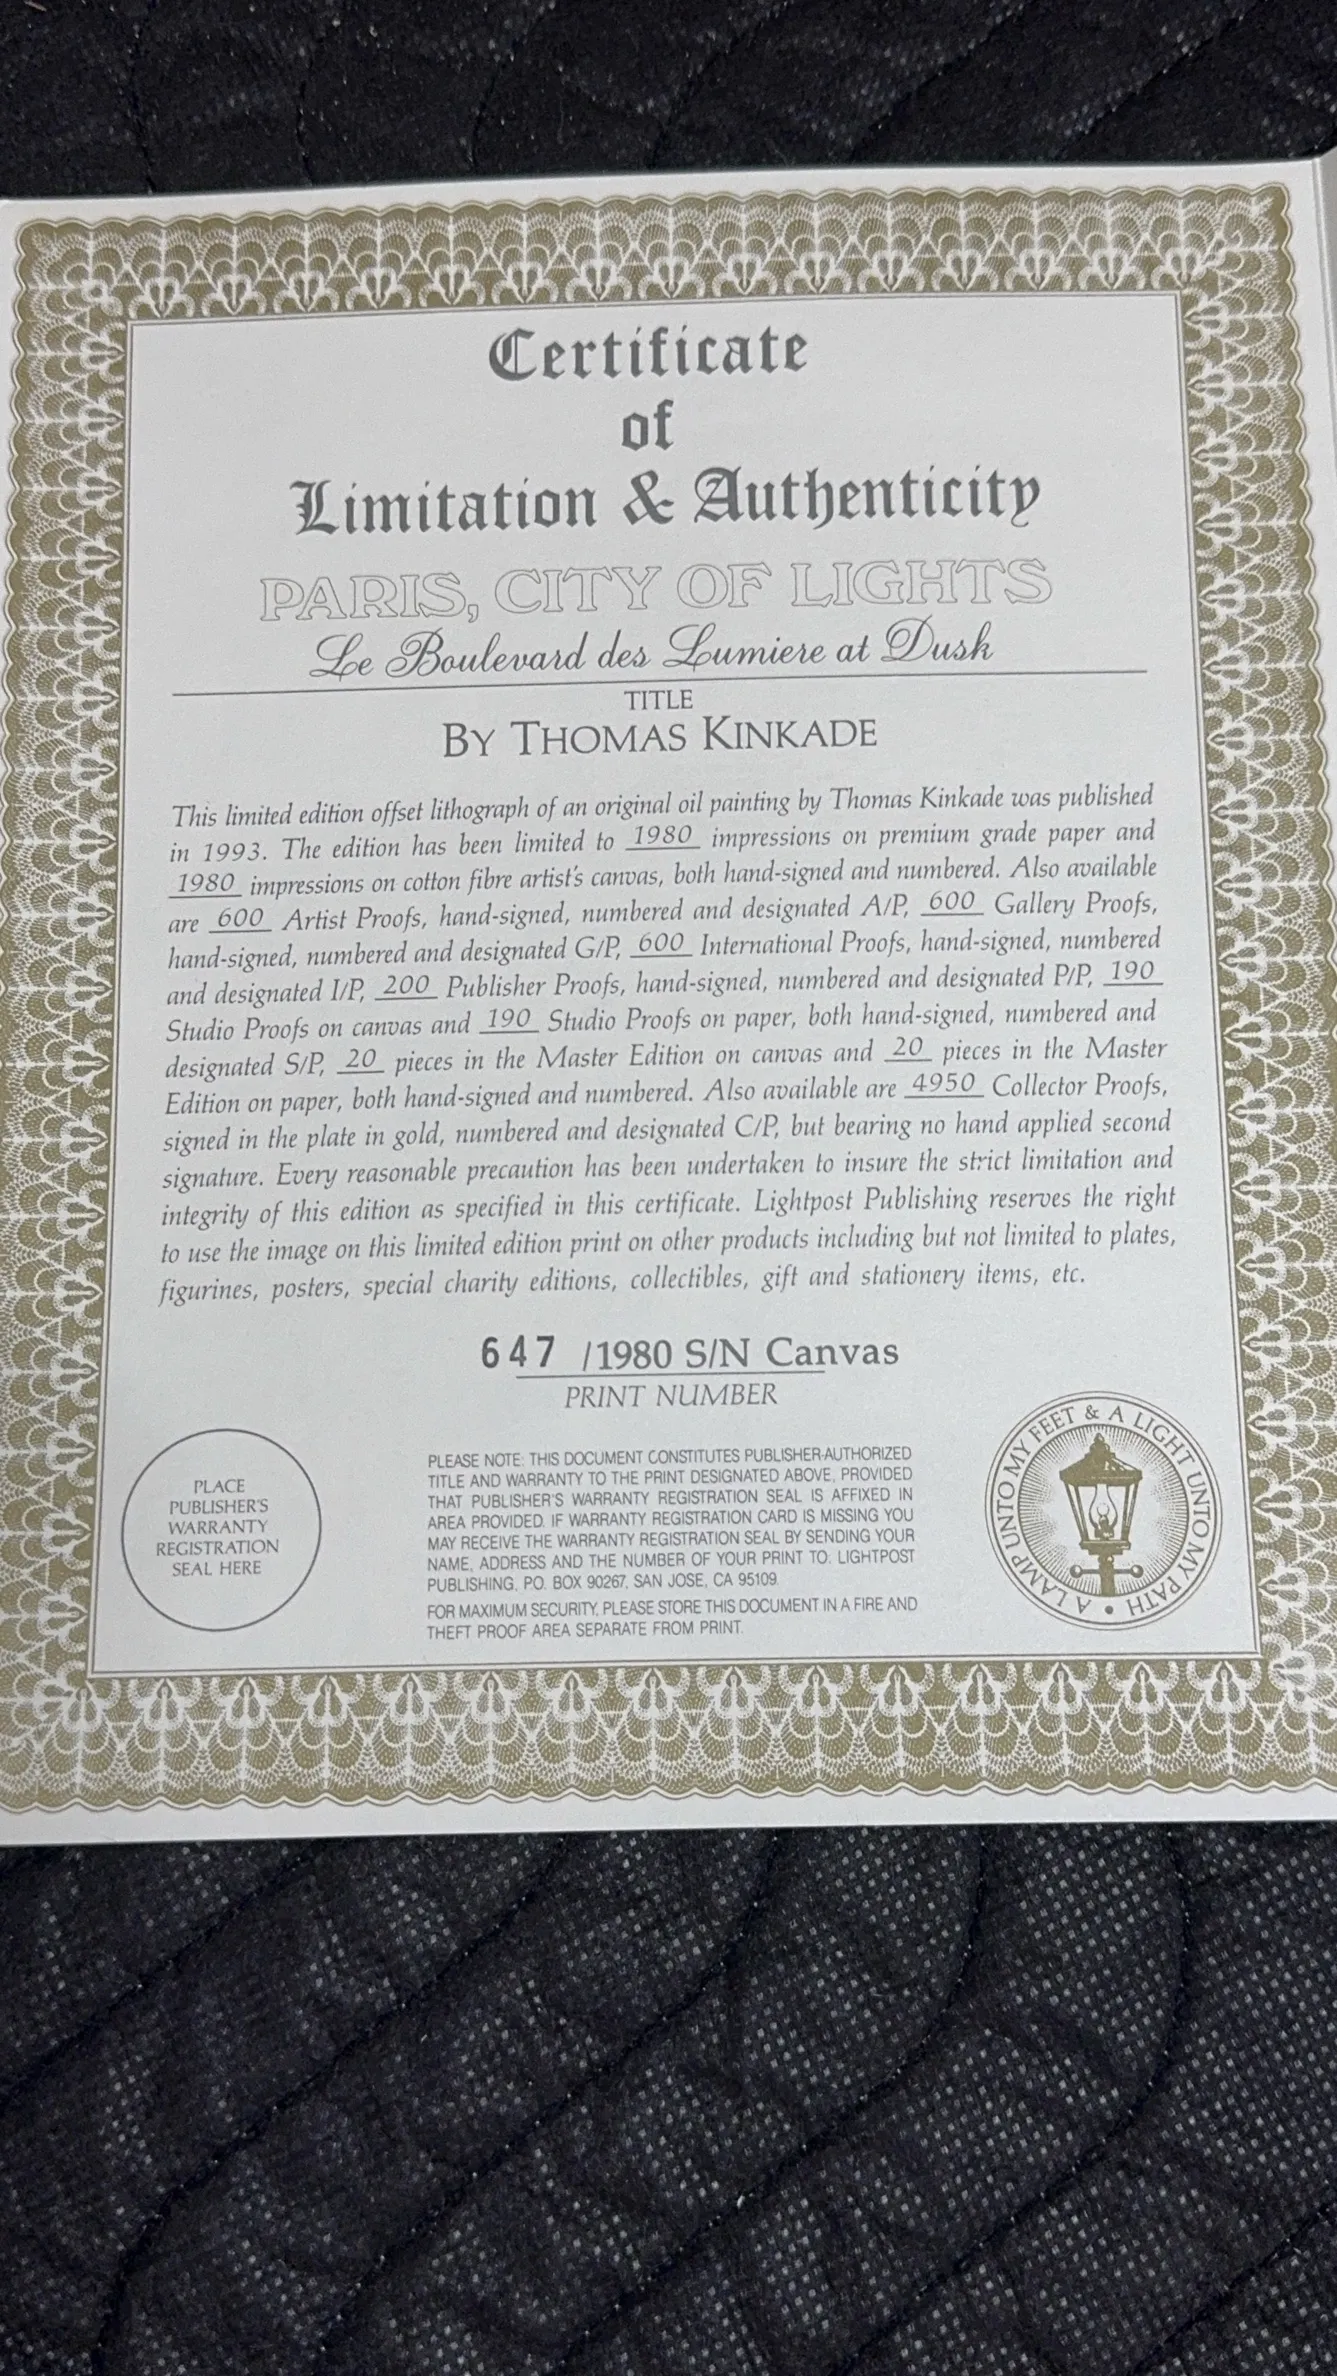 Certificate
of
Limitation & Authenticity
PARIS, CITY OF LIGHTS
Le Boulevard des Lumiere at Dusk
TITLE
BY THOMAS KINKADE
This limited edition offset lithograph of an original oil painting by Thomas Kinkade was published
in 1993. The edition has been limited to 1980 impressions on premium grade paper and
1980 impressions on cotton fibre artist's canvas, both hand-signed and numbered. Also available
are 600 Artist Proofs, hand-signed, numbered and designated A/P, 600 Gallery Proofs,
hand-signed, numbered and designated G/P, 600 International Proofs, hand-signed, numbered
and designated I/P, 200 Publisher Proofs, hand-signed, numbered and designated P/P, 190
Studio Proofs on canvas and 190 Studio Proofs on paper, both hand-signed, numbered and
designated S/P, 20 pieces in the Master Edition on canvas and 20 pieces in the Master
Edition on paper, both hand-signed and numbered. Also available are 4950 Collector Proofs,
signed in the plate in gold, numbered and designated C/P, but bearing no hand applied second
signature. Every reasonable precaution has been undertaken to insure the strict limitation and
integrity of this edition as specified in this certificate. Lightpost Publishing reserves the right
to use the image on this limited edition print on other products including but not limited to plates,
figurines, posters, special charity editions, collectibles, gift and stationery items, etc.
647 /1980 S/N Canvas
PRINT NUMBER
PLACE
PUBLISHER'S
WARRANTY
REGISTRATION
SEAL HERE
PLEASE NOTE: THIS DOCUMENT CONSTITUTES PUBLISHER-AUTHORIZED
TITLE AND WARRANTY TO THE PRINT DESIGNATED ABOVE, PROVIDED
THAT PUBLISHER'S WARRANTY REGISTRATION SEAL IS AFFIXED IN
AREA PROVIDED. IF WARRANTY REGISTRATION CARD IS MISSING YOU
MAY RECEIVE THE WARRANTY REGISTRATION SEAL BY SENDING YOUR
NAME, ADDRESS AND THE NUMBER OF YOUR PRINT TO: LIGHTPOST
PUBLISHING, P.O. BOX 90267, SAN JOSE, CA 95109.
FOR MAXIMUM SECURITY, PLEASE STORE THIS DOCUMENT IN A FIRE AND
THEFT PROOF AREA SEPARATE FROM PRINT.
A LAMP UNTO MY FEET & A LIGHT UNTO MY PATH •